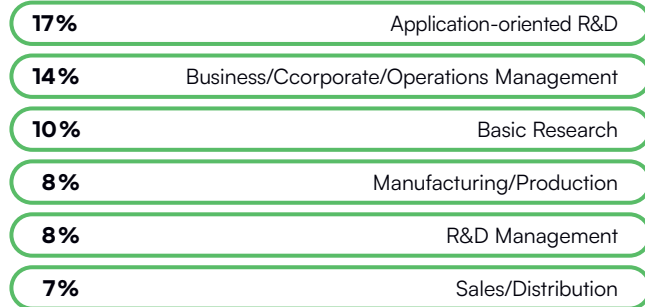 17% Application-oriented R&D
14% Business/Ccorporate/Operations Management
10% Basic Research
8% Manufacturing/Production
8% R&D Management
7% Sales/Distribution